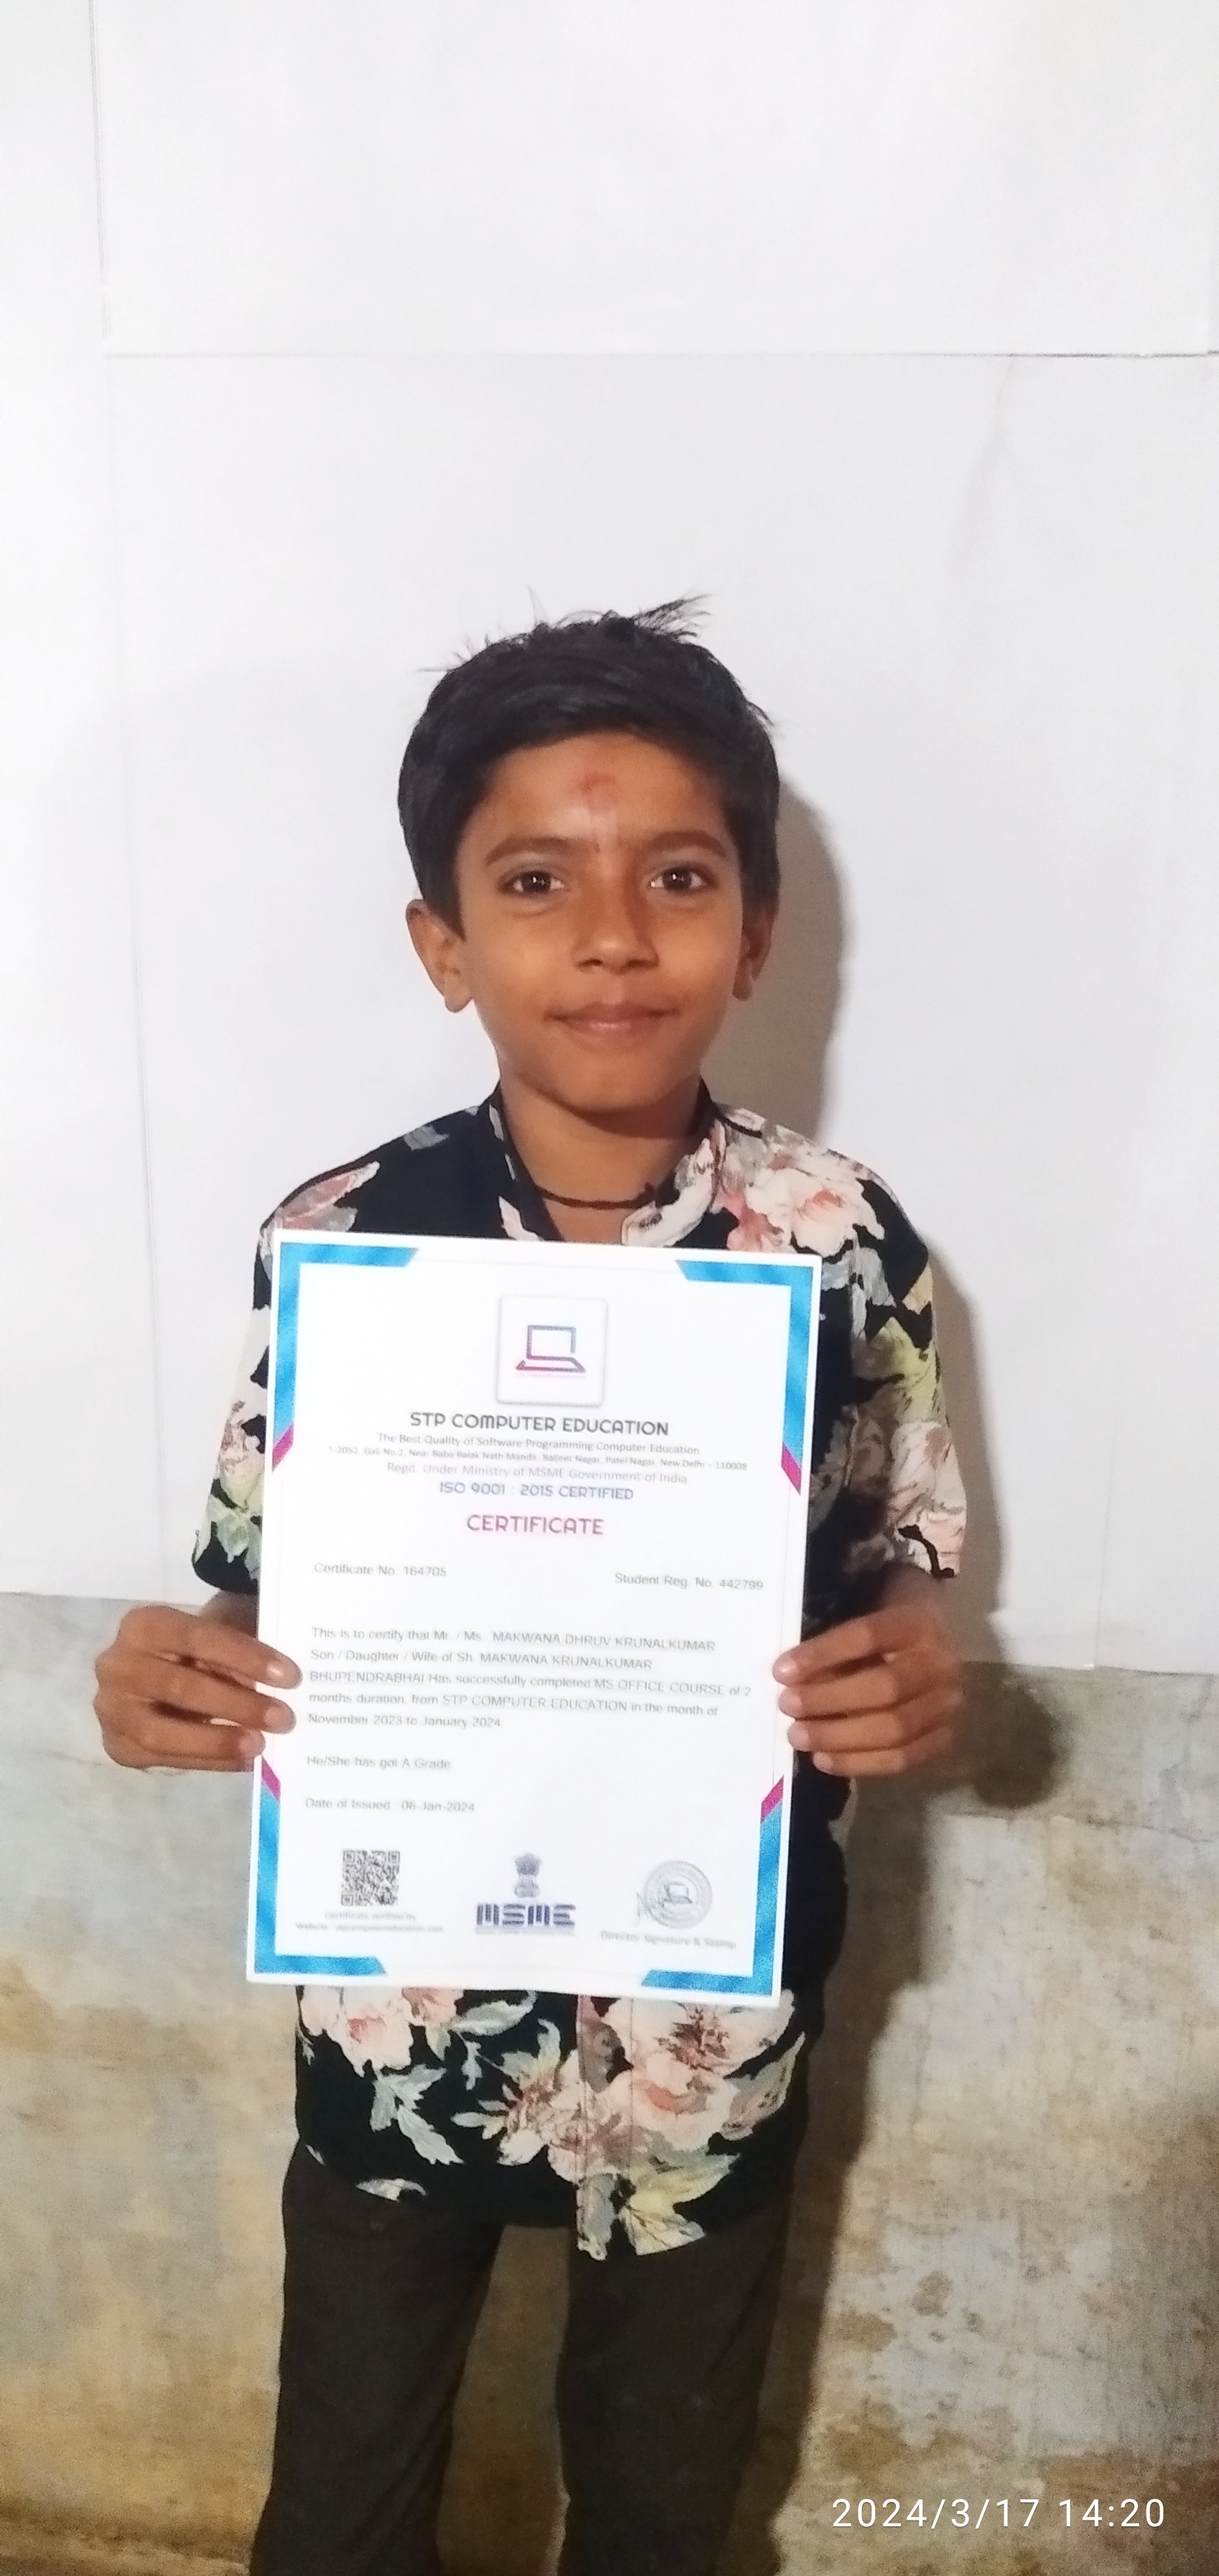 STP COMPUTER EDUCATION
The Best Quality of Software Programming Computer Education
T-2052, Gali No.2, Near Baba Balak Nath Mandir, Baljeet Nagar, Patel Nagar, New Delhi - 110008
Regd. Under Ministry of MSME Government of India
ISO 9001 : 2015 CERTIFIED
CERTIFICATE
Certificate No. 164705
Student Reg. No. 442799
This is to certify that Mr. / Ms. MAKWANA DHRUV KRUNALKUMAR
Son / Daughter / Wife of Sh. MAKWANA KRUNALKUMAR
BHUPENDRABHAI Has successfully completed MS OFFICE COURSE of 2
months duration, from STP COMPUTER EDUCATION in the month of
November 2023 to January 2024
He/She has got A Grade
Date of Issued : 06-Jan-2024
Certificate verified by
Website :
MSME
Director Signature & Stamp
2024/3/17 14:20